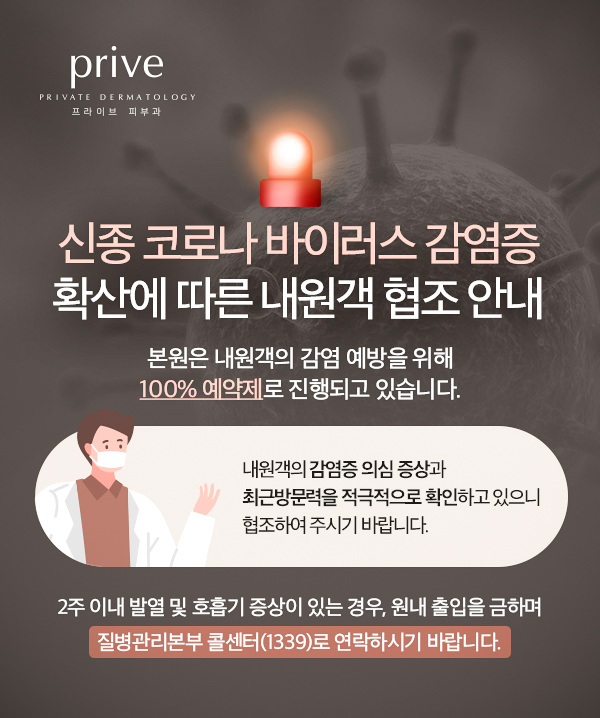 prive
PRIVATE DERMATOLOGY
프라이브 피부과
신종 코로나 바이러스 감염증
확산에 따른 내원객 협조 안내
본원은 내원객의 감염 예방을 위해
100% 예약제로 진행되고 있습니다.
내원객의 감염증 의심 증상과
최근방문력을 적극적으로 확인하고 있으니
협조하여 주시기 바랍니다.
2주 이내 발열 및 호흡기 증상이 있는 경우, 원내 출입을 금하며
질병관리본부 콜센터(1339)로 연락하시기 바랍니다.